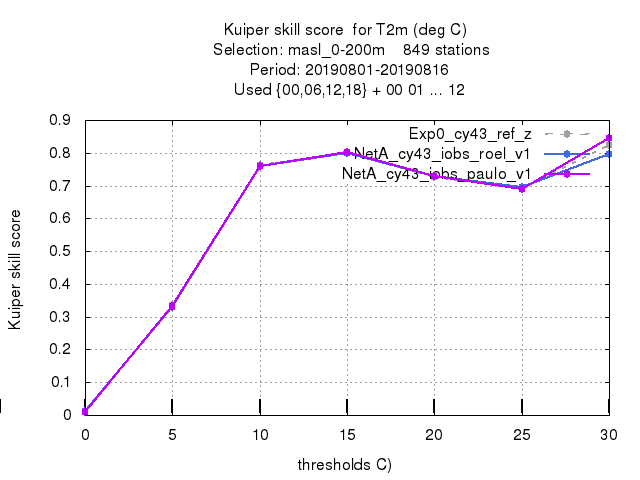 Kuiper skill score  for T2m (deg C)
Selection: masl_0-200m    849 stations
Period: 20190801-20190816
Used {00,06,12,18} + 00 01 ... 12
Exp0_cy43_ref_z
NetA_cy43_iobs_roel_v1
NetA_cy43_iobs_paulo_v1
Kuiper skill score
0.9
0.8
0.7
0.6
0.5
0.4
0.3
0.2
0.1
0
0 5 10 15 20 25 30
thresholds C)